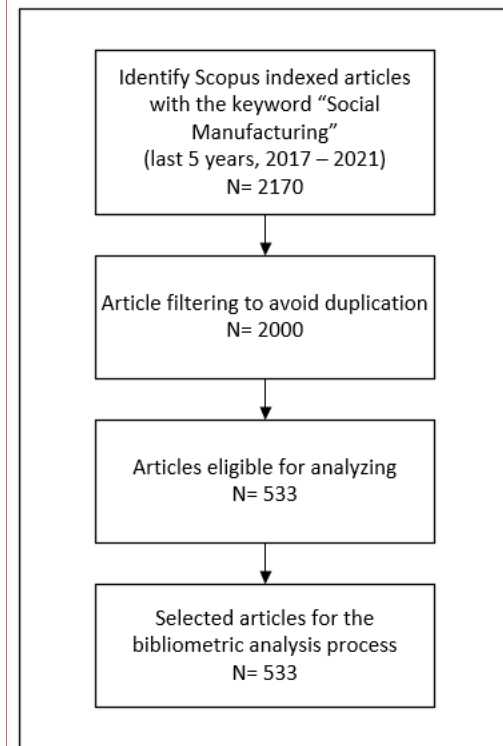 Identify Scopus indexed articles
with the keyword “Social
Manufacturing”
(last 5 years, 2017 – 2021)
N= 2170
Article filtering to avoid duplication
N= 2000
Articles eligible for analyzing
N= 533
Selected articles for the
bibliometric analysis process
N= 533